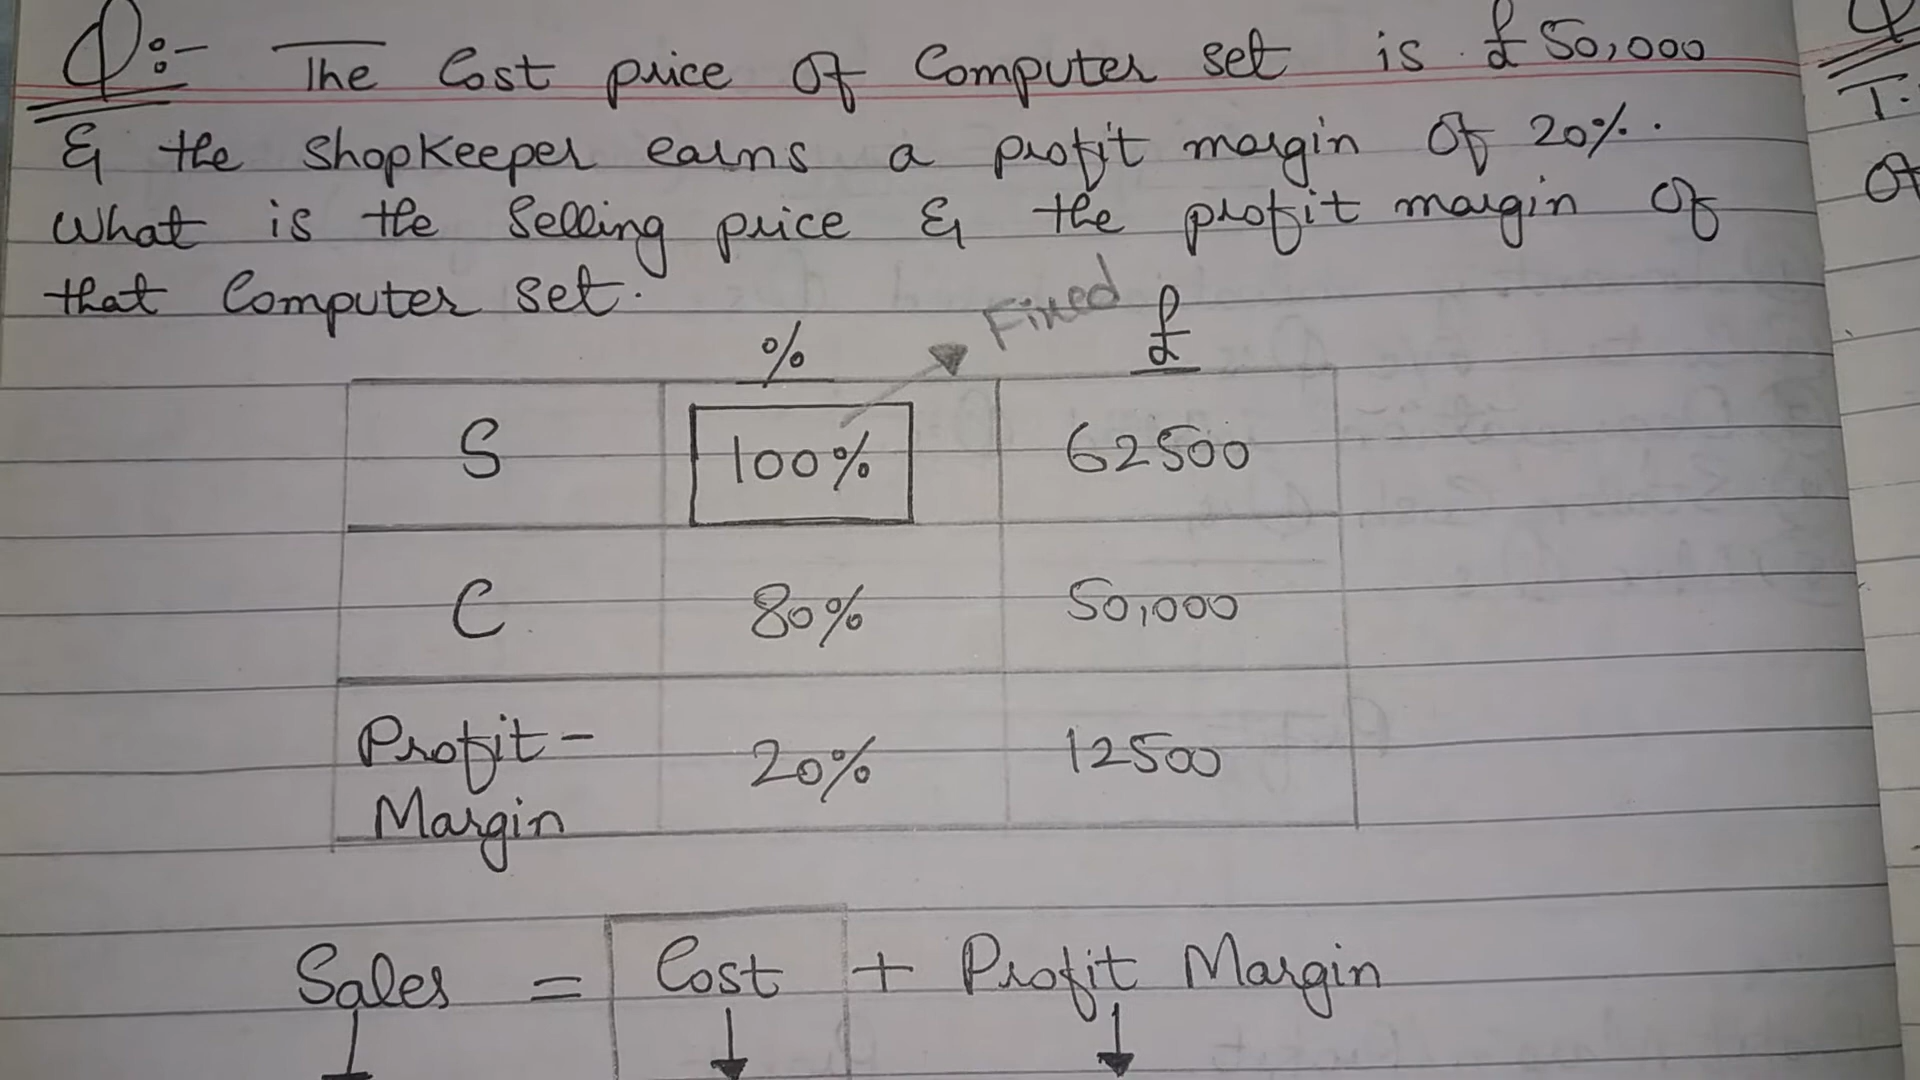 Q:- The Cost price Of Computer set is £50,000
& the shopkeeper earns a profit margin Of 20%.
What is the Selling price & the profit margin Of
that Computer set.
Fixed
% £
S 100% 62500
C 80% 50,000
Profit-
Margin 20% 12500
Sales = Cost + Profit Margin